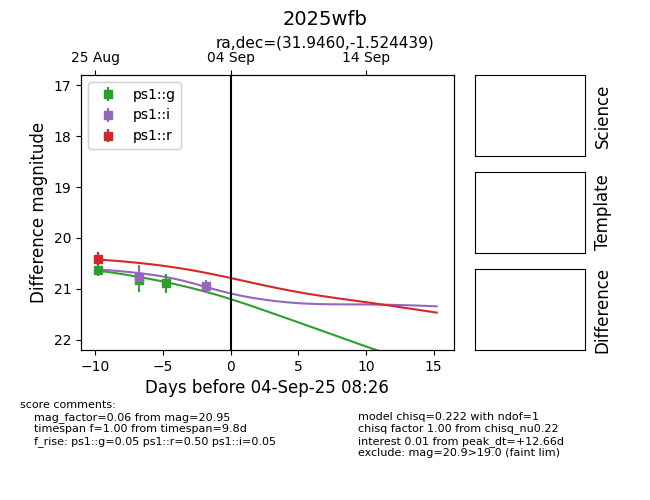 2025wfb
ra,dec=(31.9460,-1.524439)
25 Aug 04 Sep 14 Sep
17
18
19
20
21
22
Difference magnitude
ps1::g
ps1::i
ps1::r
−10 −5 0 5 10 15
Days before 04-Sep-25 08:26
Science
Template
Difference
score comments:
mag_factor=0.06 from mag=20.95
timespan f=1.00 from timespan=9.8d
f_rise: ps1::g=0.05 ps1::r=0.50 ps1::i=0.05
model chisq=0.222 with ndof=1
chisq factor 1.00 from chisq_nu0.22
interest 0.01 from peak_dt=+12.66d
exclude: mag=20.9>19.0 (faint lim)